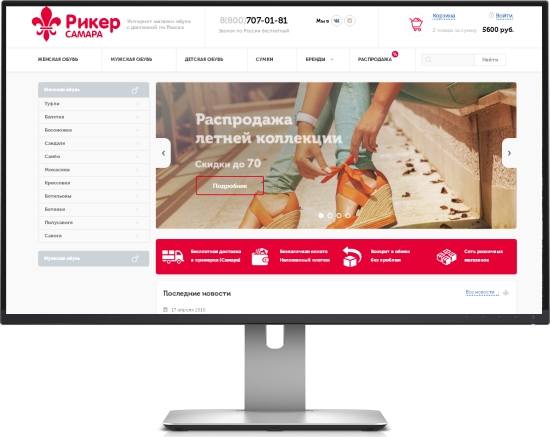 Рикер
САМАРА
Интернет магазин обуви
с доставкой по России
8(800)707-01-81
Звонок по России бесплатный
Мы в
Корзина
2 товара на сумму 5600 руб.
Войти
ЖЕНСКАЯ ОБУВЬ МУЖСКАЯ ОБУВЬ ДЕТСКАЯ ОБУВЬ СУМКИ БРЕНДЫ РАСПРОДАЖА %
Найти
Женская обувь
Туфли
Балетки
Босоножки
Сандали
Сабо
Мокасины
Кроссовки
Ботильоны
Ботинки
Полусапоги
Сапоги
Мужская обувь
Распродажа
летней коллекции
Скидки до 70
Подробнее
Бесплатная доставка
и примерка (Самара)
Безналичная оплата
Наложенный платеж
Возврат и обмен
без проблем
Сеть розничных
магазинов
Последние новости
Все новости
17 апреля 2015